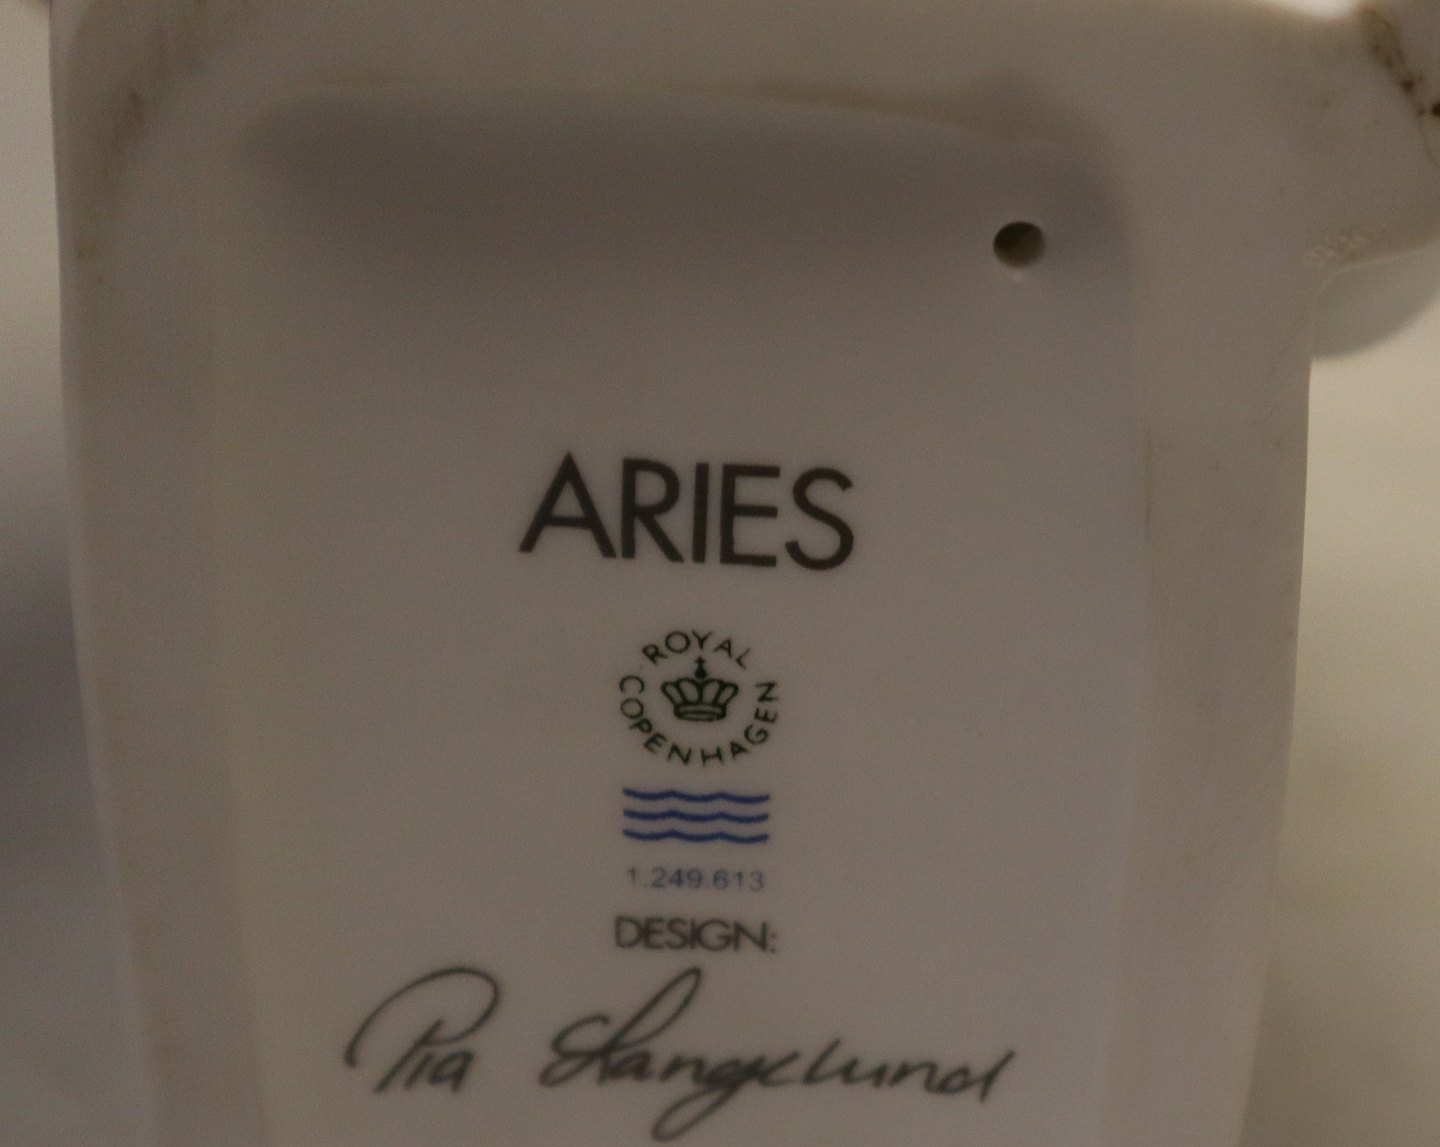 ARIES
ROYAL
COPENHAGEN
1.249.613
DESIGN:
Pia Langelund